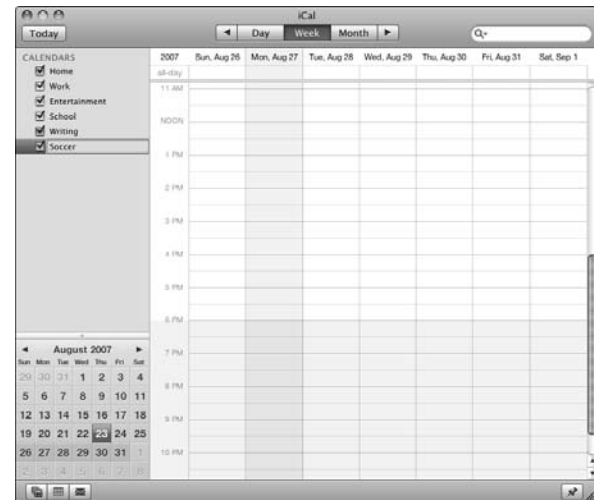 iCal
Today
Day Week Month
CALENDARS
Home
Work
Entertainment
School
Writing
Soccer
2007 Sun, Aug 26 Mon, Aug 27 Tue, Aug 28 Wed, Aug 29 Thu, Aug 30 Fri, Aug 31 Sat, Sep 1
all-day
11 AM
NOON
1 PM
2 PM
3 PM
4 PM
5 PM
6 PM
7 PM
8 PM
9 PM
10 PM
August 2007
Sun Mon Tue Wed Thu Fri Sat
29 30 31 1 2 3 4
5 6 7 8 9 10 11
12 13 14 15 16 17 18
19 20 21 22 23 24 25
26 27 28 29 30 31 1
2 3 4 5 6 7 8